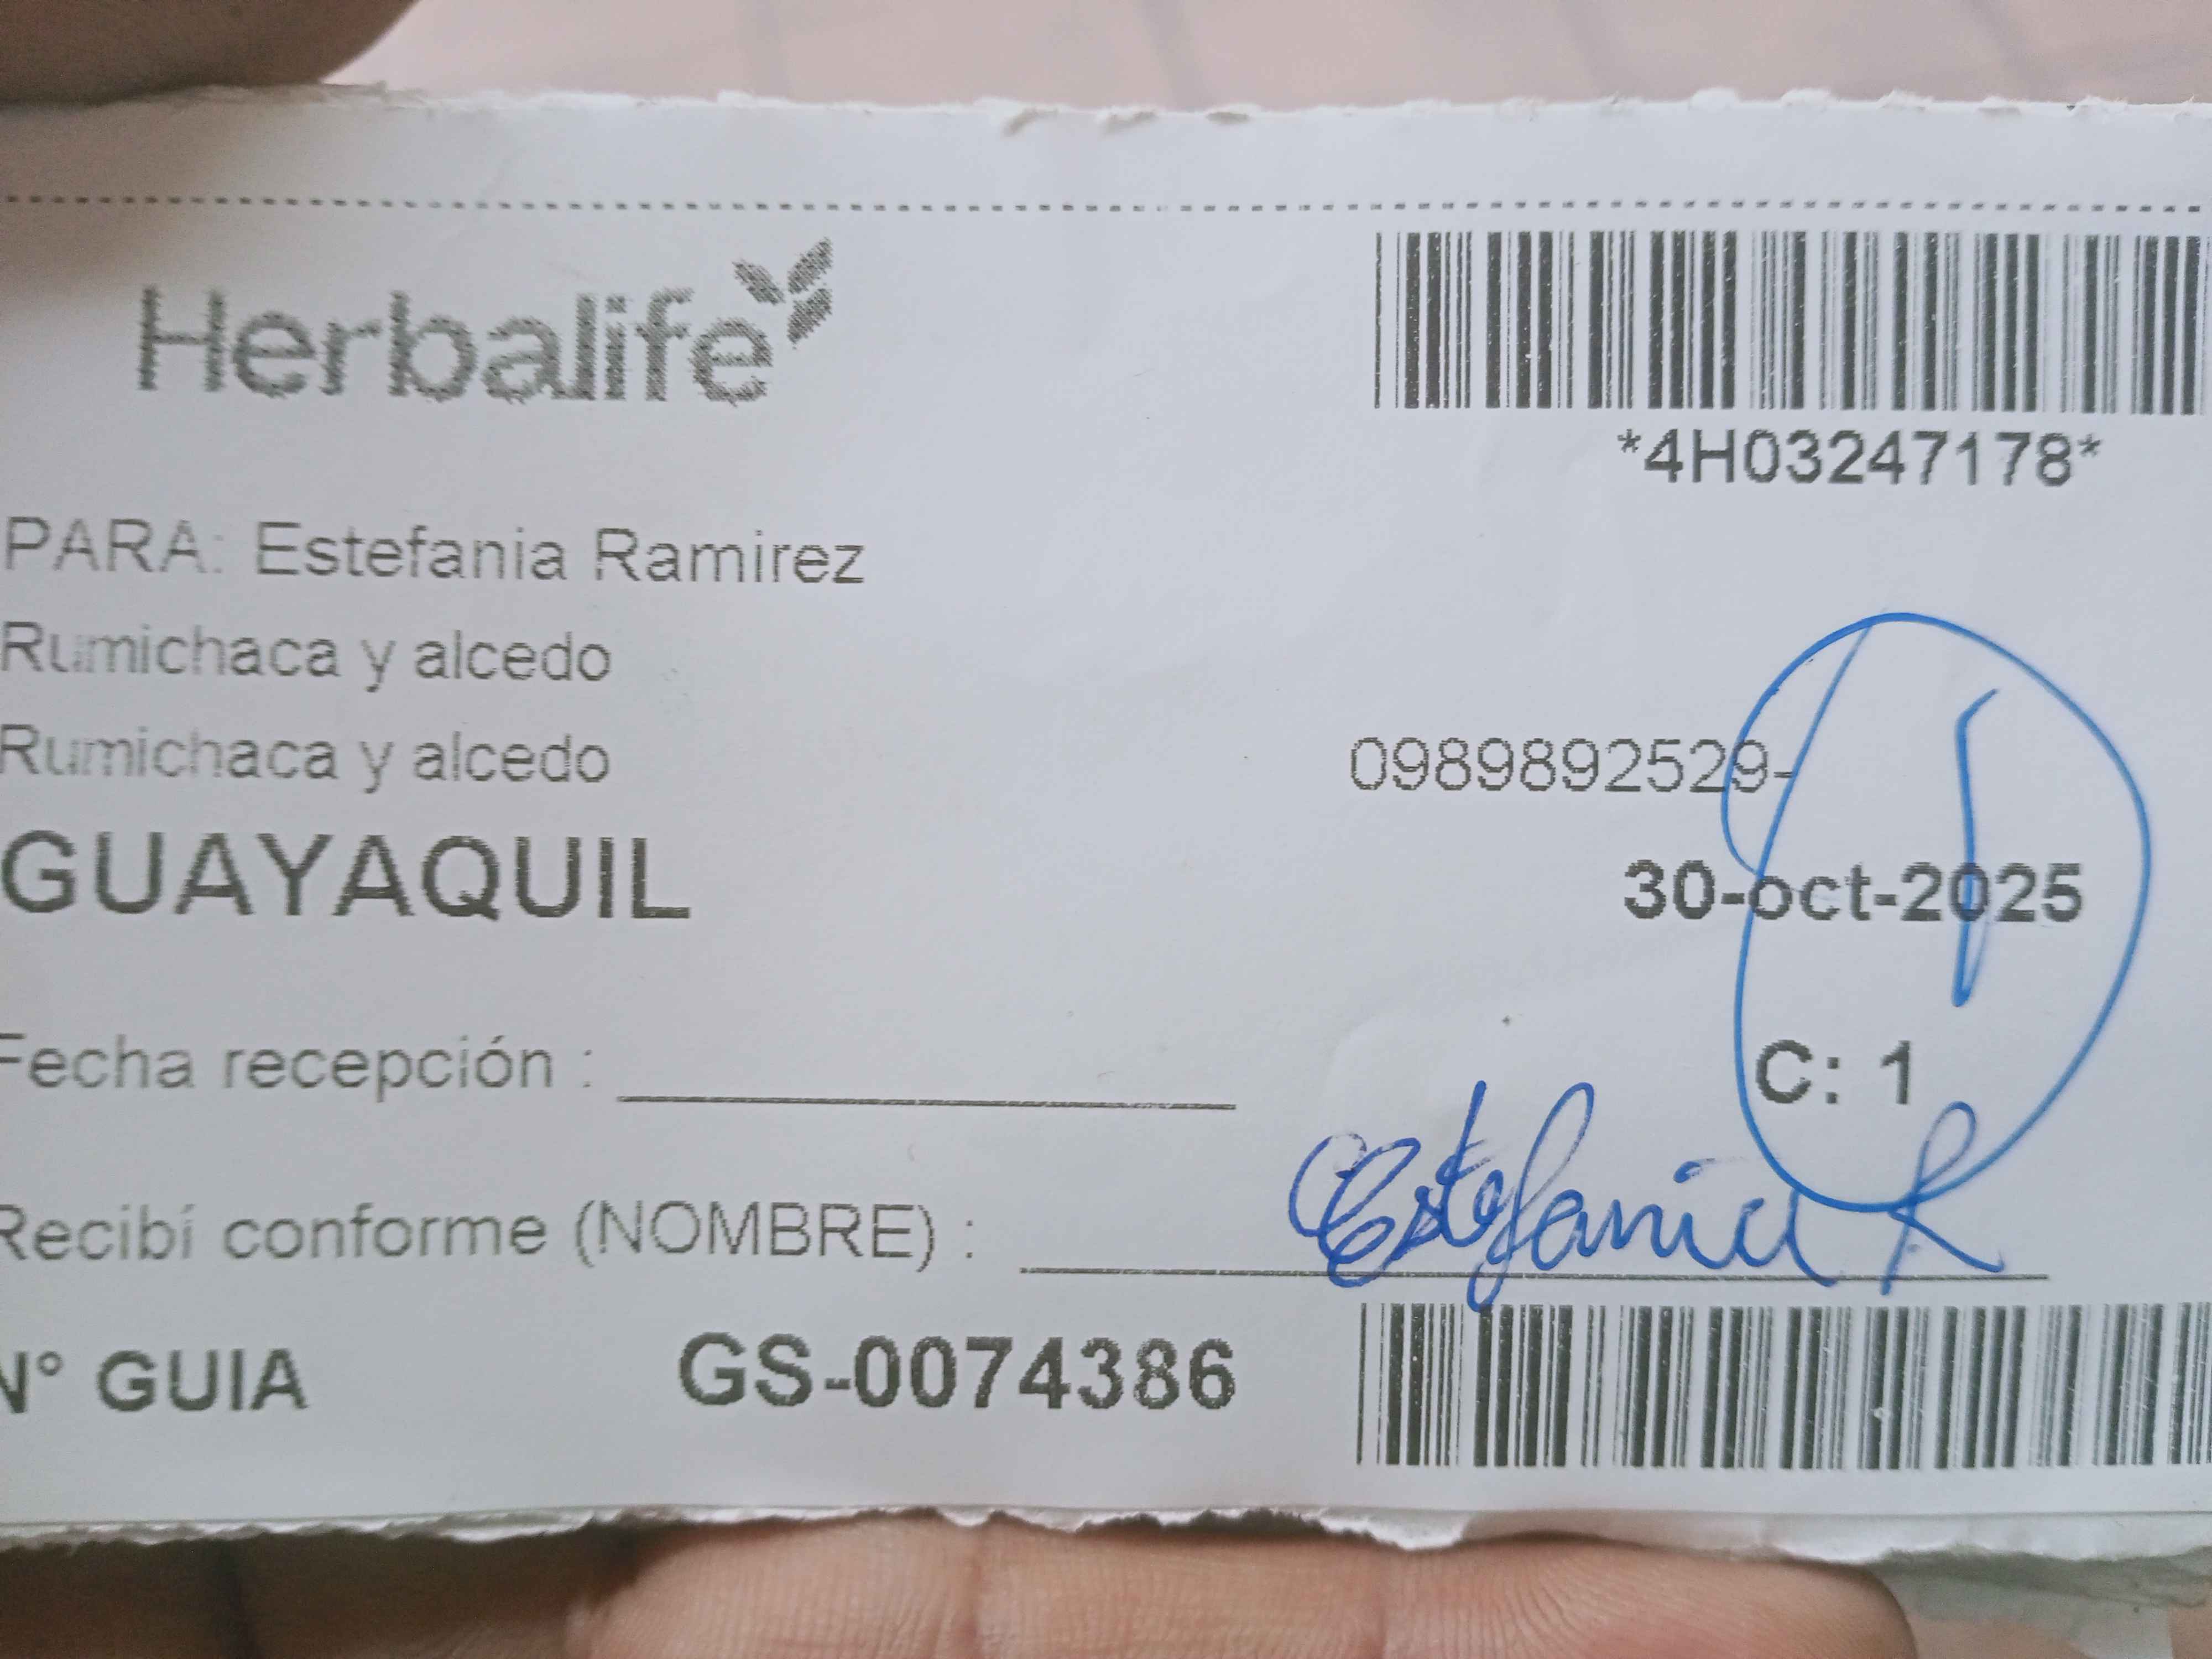 Herbalife
*4H03247178*
PARA: Estefania Ramirez
Rumichaca y alcedo
Rumichaca y alcedo
0989892529-
GUAYAQUIL
30-oct-2025
Fecha recepción :
C: 1
Recibí conforme (NOMBRE) : Estefania R
N° GUIA GS-0074386